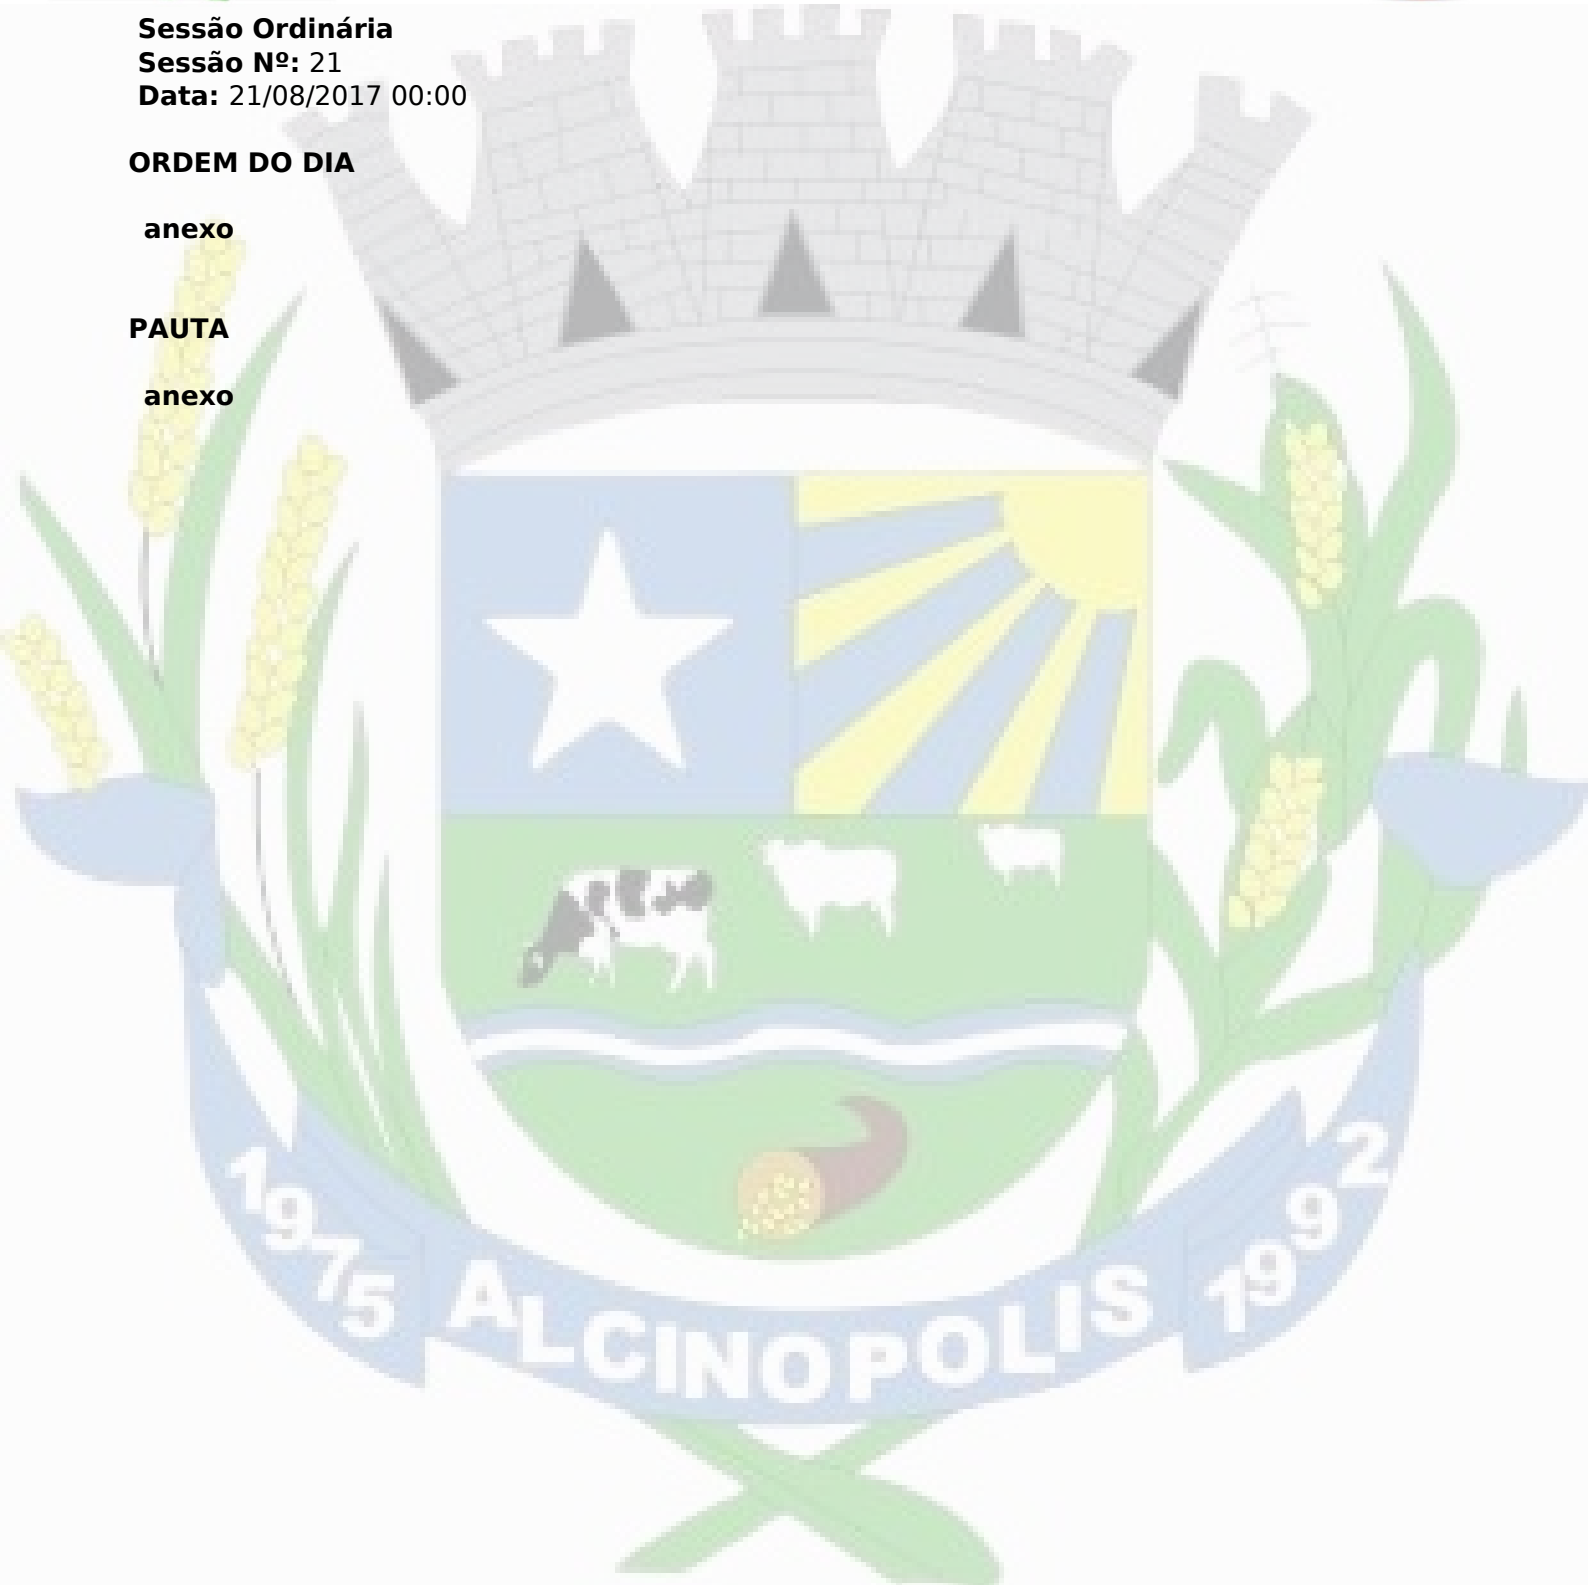 Sessão Ordinária
Sessão Nº: 21
Data: 21/08/2017 00:00
ORDEM DO DIA
anexo
PAUTA
anexo
1975 ALCINOPOLIS 1992